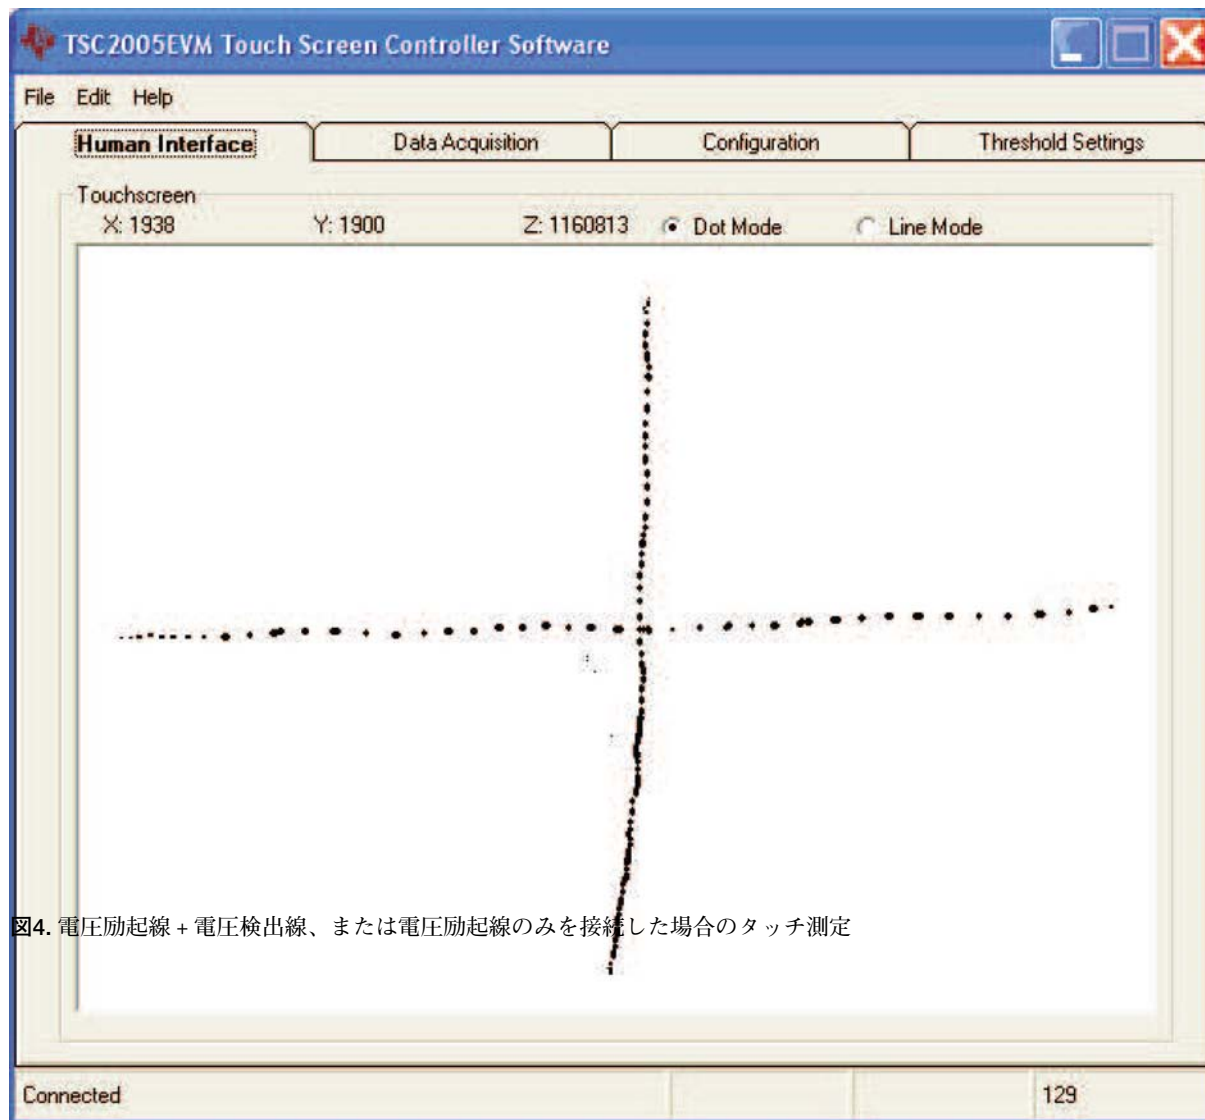 TSC2005EVM Touch Screen Controller Software
File Edit Help
Human Interface Data Acquisition Configuration Threshold Settings
Touchscreen
X: 1938 Y: 1900 Z: 1160813 Dot Mode Line Mode
図4. 電圧励起線 + 電圧検出線、または電圧励起線のみを接続した場合のタッチ測定
Connected 129